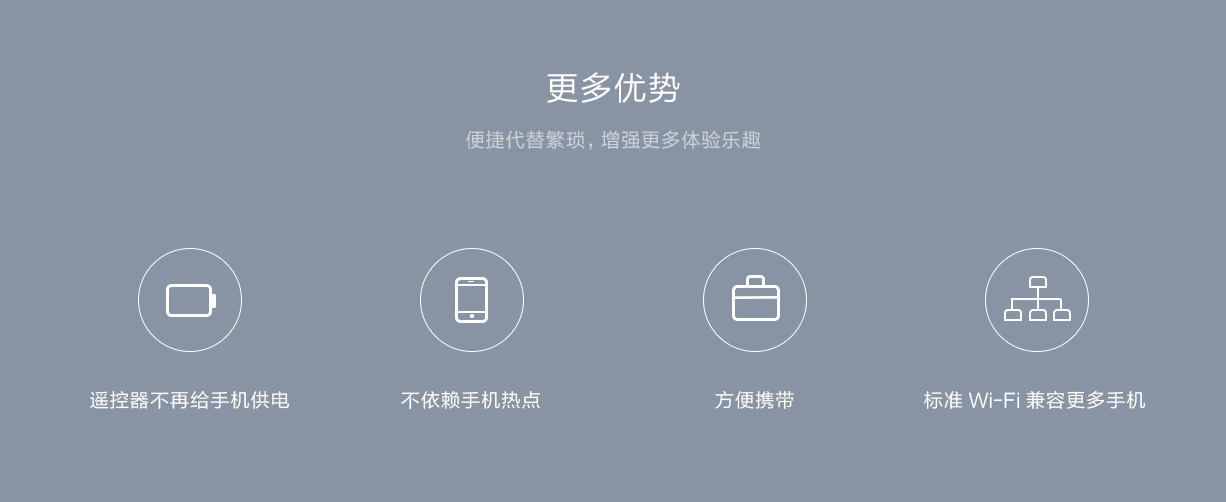 更多优势
便捷代替繁琐，增强更多体验乐趣
遥控器不再给手机供电
不依赖手机热点
方便携带
标准 Wi-Fi 兼容更多手机